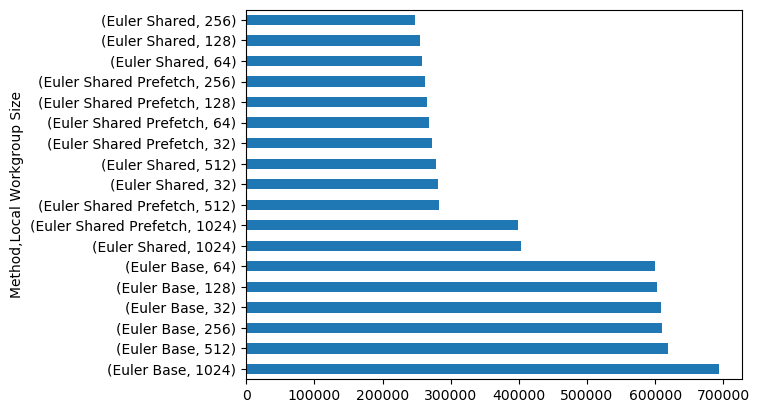 Method,Local Workgroup Size
(Euler Shared, 256)
(Euler Shared, 128)
(Euler Shared, 64)
(Euler Shared Prefetch, 256)
(Euler Shared Prefetch, 128)
(Euler Shared Prefetch, 64)
(Euler Shared Prefetch, 32)
(Euler Shared, 512)
(Euler Shared, 32)
(Euler Shared Prefetch, 512)
(Euler Shared Prefetch, 1024)
(Euler Shared, 1024)
(Euler Base, 64)
(Euler Base, 128)
(Euler Base, 32)
(Euler Base, 256)
(Euler Base, 512)
(Euler Base, 1024)
0 100000 200000 300000 400000 500000 600000 700000